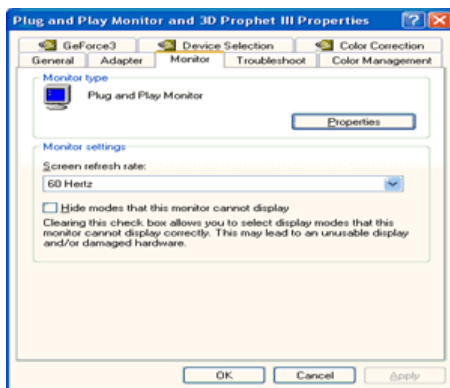 Plug and Play Monitor and 3D Prophet III Properties
GeForce3 Device Selection Color Correction
General Adapter Monitor Troubleshoot Color Management
Monitor type
Plug and Play Monitor
Properties
Monitor settings
Screen refresh rate:
60 Hertz
Hide modes that this monitor cannot display
Clearing this check box allows you to select display modes that this
monitor cannot display correctly. This may lead to an unusable display
and/or damaged hardware.
OK Cancel Apply